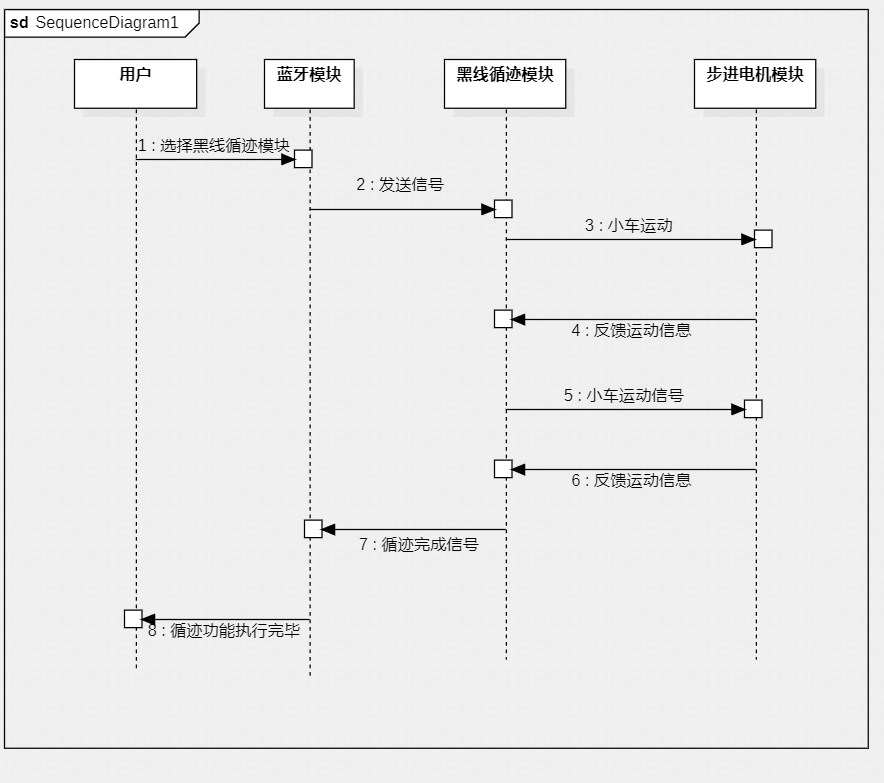 sd SequenceDiagram1
用户
蓝牙模块
黑线循迹模块
步进电机模块
1 : 选择黑线循迹模块
2 : 发送信号
3 : 小车运动
4 : 反馈运动信息
5 : 小车运动信号
6 : 反馈运动信息
7 : 循迹完成信号
8 : 循迹功能执行完毕
UNREGISTERED